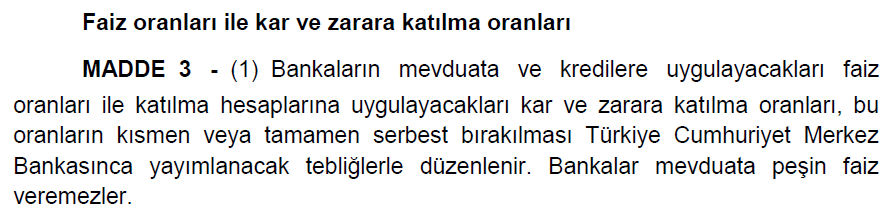 Faiz oranları ile kar ve zarara katılma oranları
MADDE 3 - (1) Bankaların mevduata ve kredilere uygulayacakları faiz
oranları ile katılma hesaplarına uygulayacakları kar ve zarara katılma oranları, bu
oranların kısmen veya tamamen serbest bırakılması Türkiye Cumhuriyet Merkez
Bankasınca yayımlanacak tebliğlerle düzenlenir. Bankalar mevduata peşin faiz
veremezler.